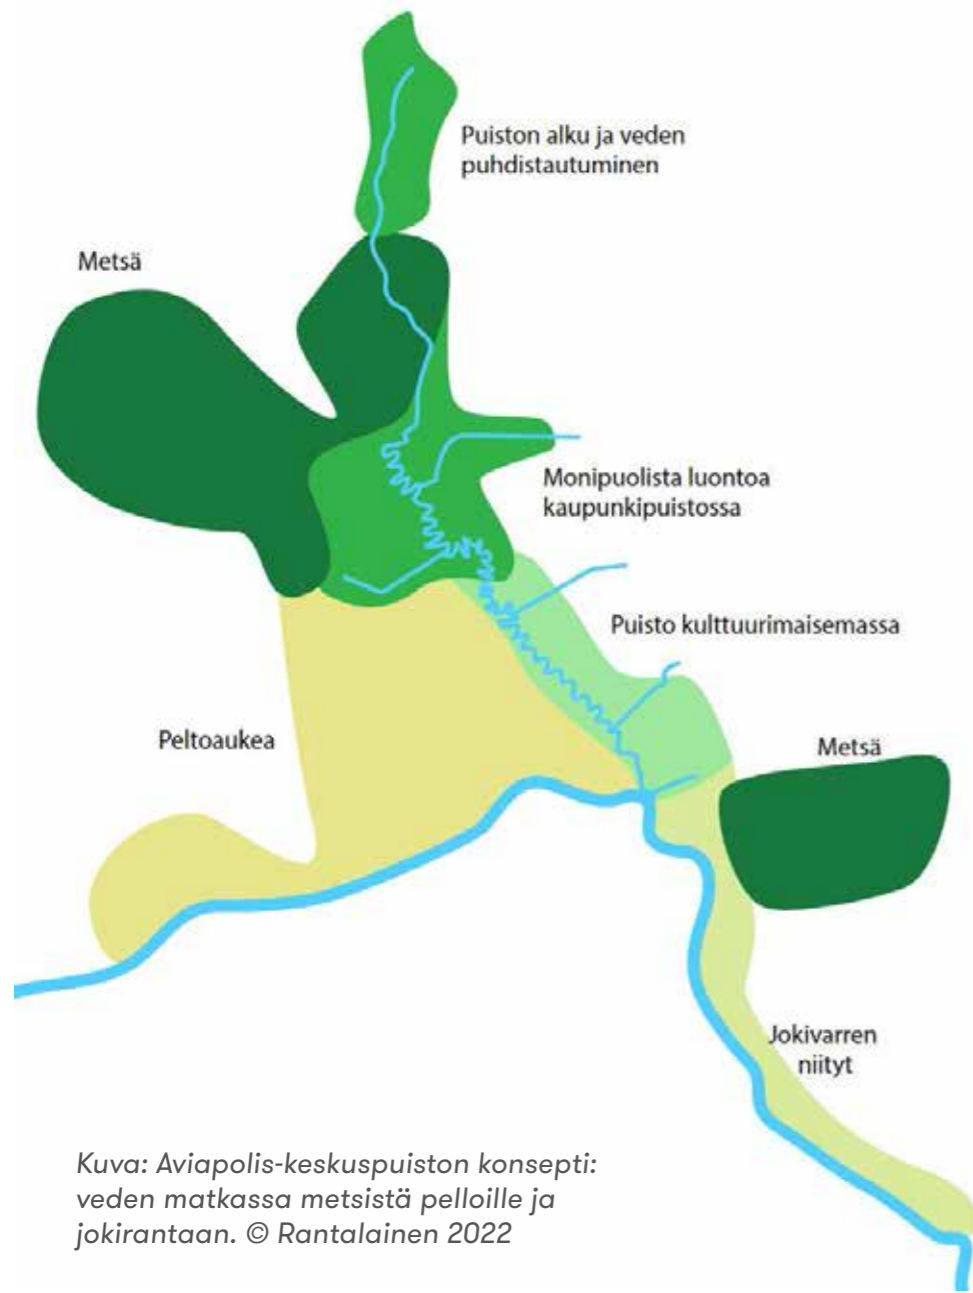 Puiston alku ja veden
puhdistautuminen
Metsä
Monipuolista luontoa
kaupunkipuistossa
Puisto kulttuurimaisemassa
Peltoaukea
Metsä
Jokivarren
niityt
Kuva: Aviapolis-keskuspuiston konsepti:
veden matkassa metsistä pelloille ja
jokirantaan. © Rantalainen 2022